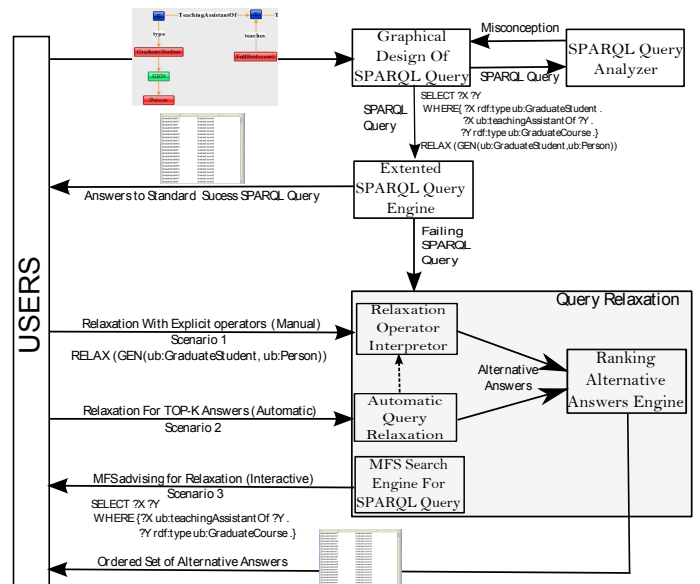 X
TeachingAssistantOf
Y
T
type
teaches
GraduateStudent
GEN
Person
Graphical
Design Of
SPARQL Query
Misconception
SPARQL Query
SPARQL Query
Analyzer
SPARQL
Query
SELECT ?X ?Y
WHERE{ ?X rdf:type ub:GraduateStudent .
?X ub:teachingAssistantOf ?Y .
?Y rdf:type ub:GraduateCourse .}
RELAX (GEN(ub:GraduateStudent,ub:Person))
Extented
SPARQL Query
Engine
Answers to Standard Sucess SPARQL Query
Failing
SPARQL
Query
USERS
Query Relaxation
Relaxation With Explicit operators (Manual)
Scenario 1
RELAX (GEN(ub:GraduateStudent, ub:Person))
Relaxation
Operator
Interpretor
Alternative
Answers
Ranking
Alternative
Answers Engine
Relaxation For TOP-K Answers (Automatic)
Scenario 2
Automatic
Query
Relaxation
MFS advising for Relaxation (Interactive)
Scenario 3
SELECT ?X ?Y
WHERE {?X ub:teachingAssistantOf ?Y .
?Y rdf:type ub:GraduateCourse .}
MFS Search
Engine For
SPARQL Query
Ordered Set of Alternative Answers